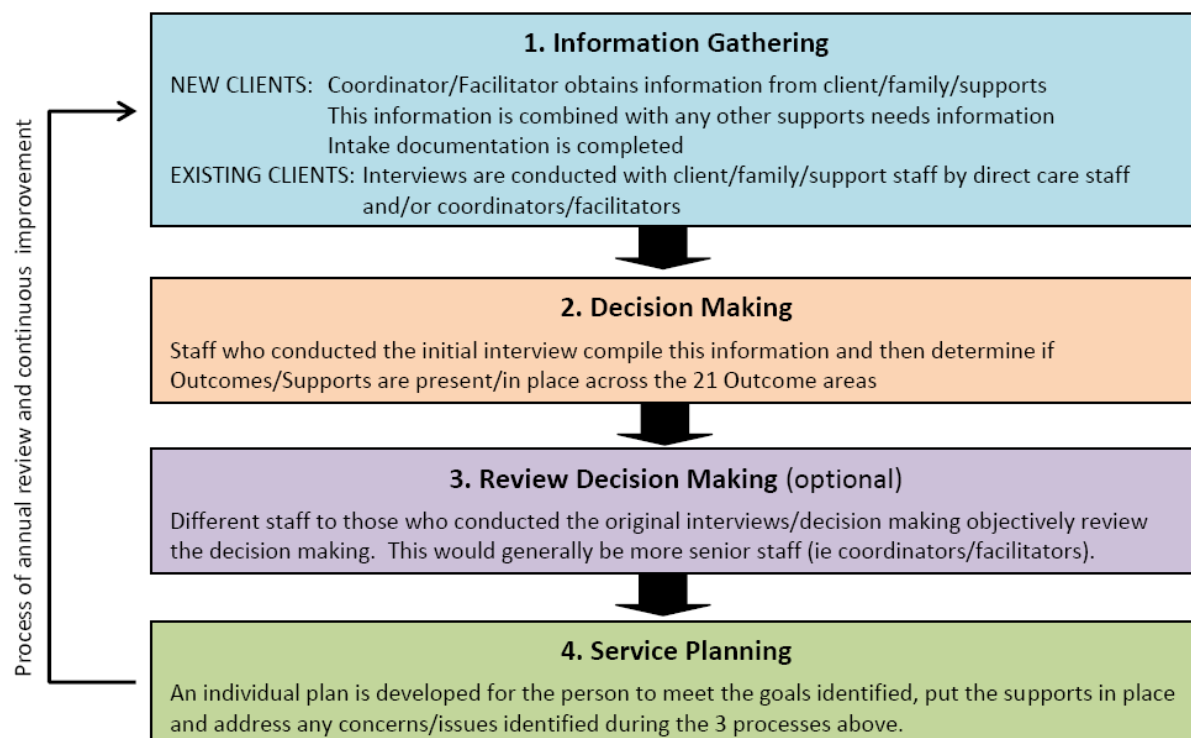 Process of annual review and continuous improvement
1. Information Gathering
NEW CLIENTS: Coordinator/Facilitator obtains information from client/family/supports
This information is combined with any other supports needs information
Intake documentation is completed
EXISTING CLIENTS: Interviews are conducted with client/family/support staff by direct care staff
and/or coordinators/facilitators
2. Decision Making
Staff who conducted the initial interview compile this information and then determine if
Outcomes/Supports are present/in place across the 21 Outcome areas
3. Review Decision Making (optional)
Different staff to those who conducted the original interviews/decision making objectively review
the decision making. This would generally be more senior staff (ie coordinators/facilitators).
4. Service Planning
An individual plan is developed for the person to meet the goals identified, put the supports in place
and address any concerns/issues identified during the 3 processes above.